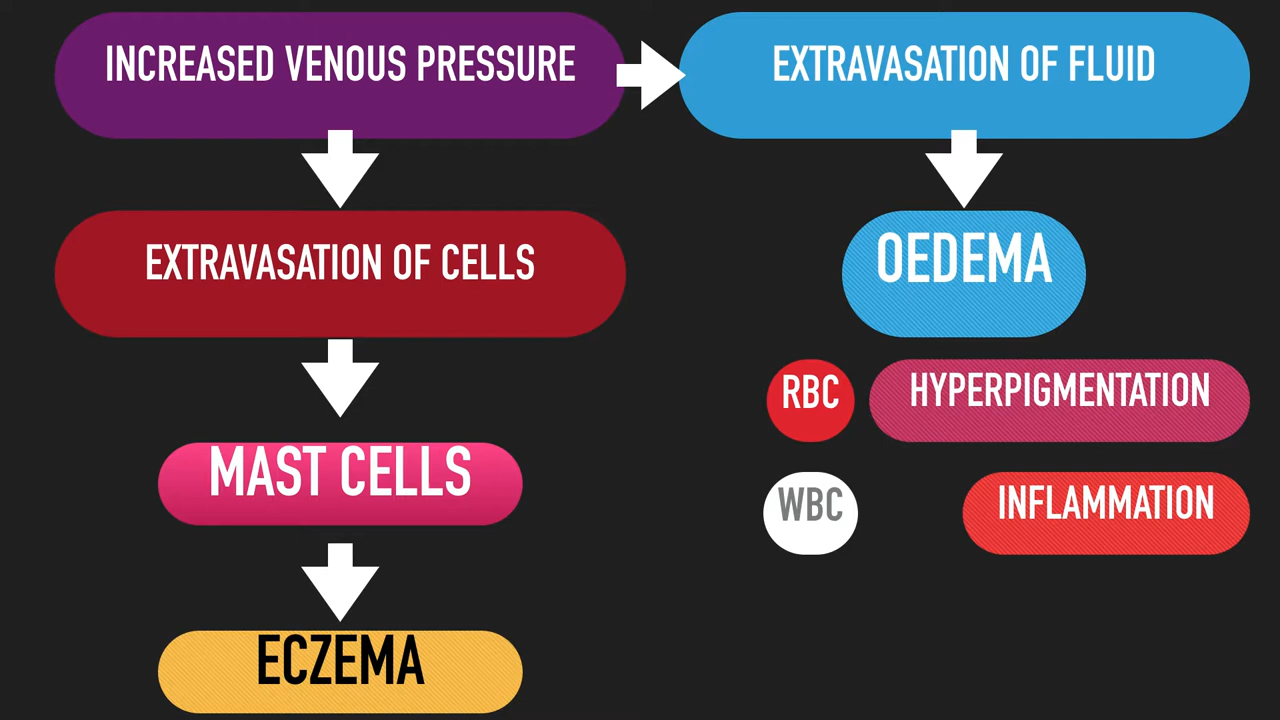 INCREASED VENOUS PRESSURE
EXTRAVASATION OF FLUID
EXTRAVASATION OF CELLS
OEDEMA
RBC
HYPERPIGMENTATION
MAST CELLS
WBC
INFLAMMATION
ECZEMA